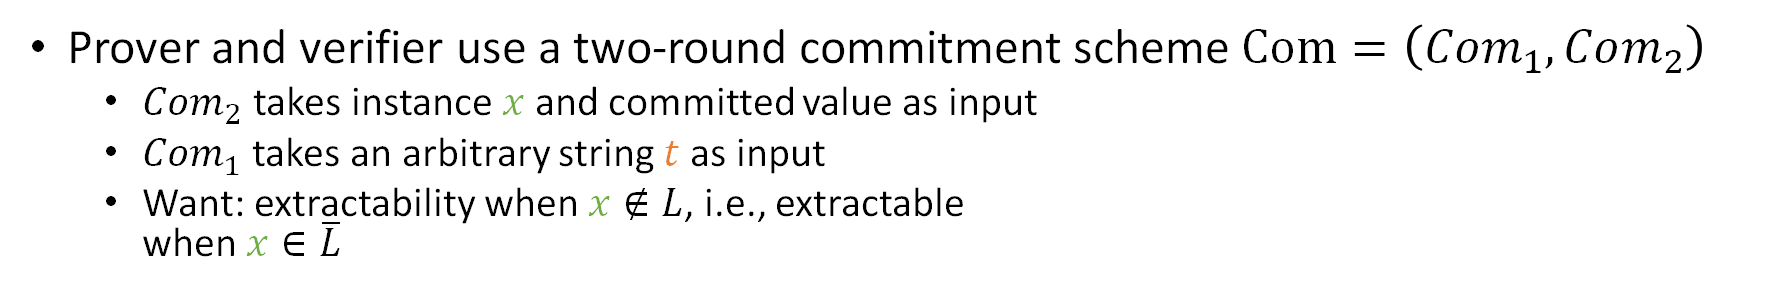 • Prover and verifier use a two-round commitment scheme Com = (𝐶𝑜𝑚₁, 𝐶𝑜𝑚₂)
• 𝐶𝑜𝑚₂ takes instance 𝑥 and committed value as input
• 𝐶𝑜𝑚₁ takes an arbitrary string 𝑡 as input
• Want: extractability when 𝑥 ∉ 𝐿, i.e., extractable
when 𝑥 ∈ 𝐿̅